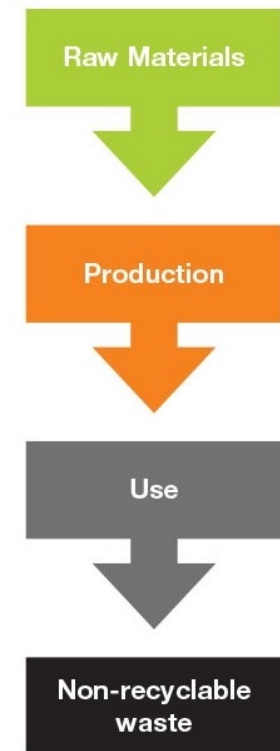 Raw Materials
Production
Use
Non-recyclable
waste